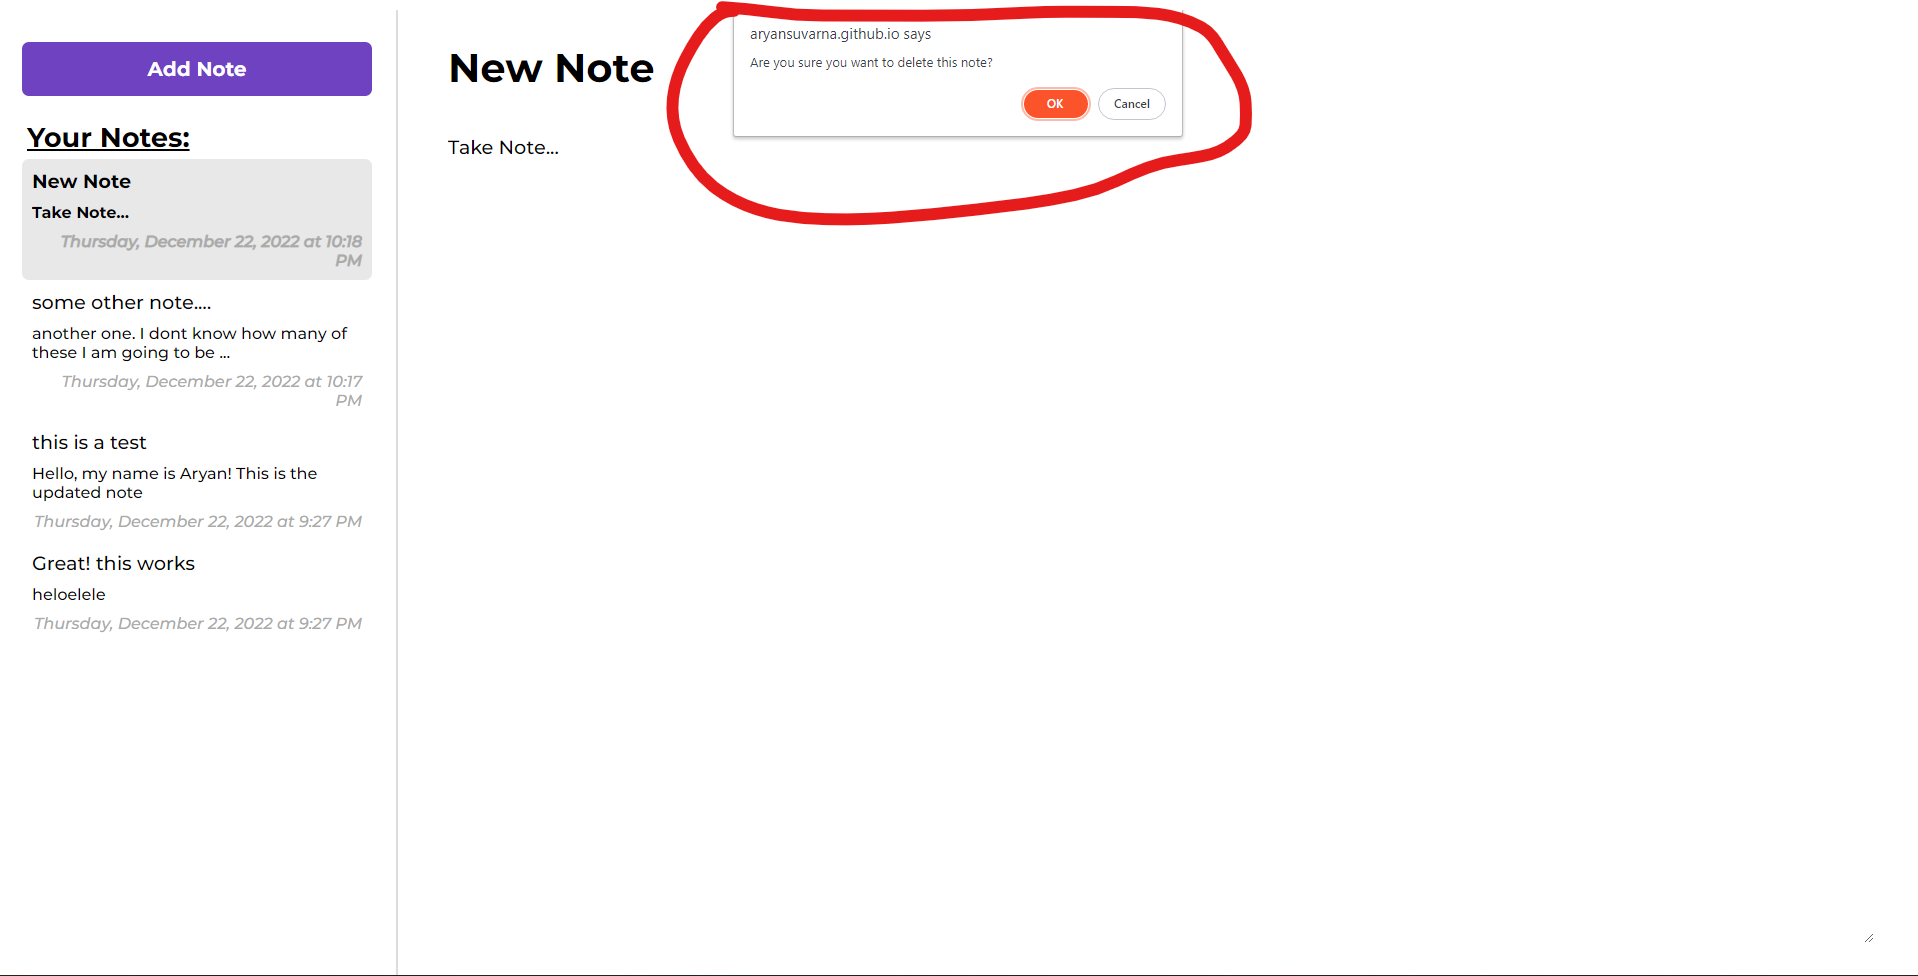 Add Note
Your Notes:
New Note
Take Note...
Thursday, December 22, 2022 at 10:18
PM
some other note....
another one. I dont know how many of
these I am going to be ...
Thursday, December 22, 2022 at 10:17
PM
this is a test
Hello, my name is Aryan! This is the
updated note
Thursday, December 22, 2022 at 9:27 PM
Great! this works
heloelele
Thursday, December 22, 2022 at 9:27 PM
New Note
Take Note...
aryansuvarna.github.io says
Are you sure you want to delete this note?
OK
Cancel